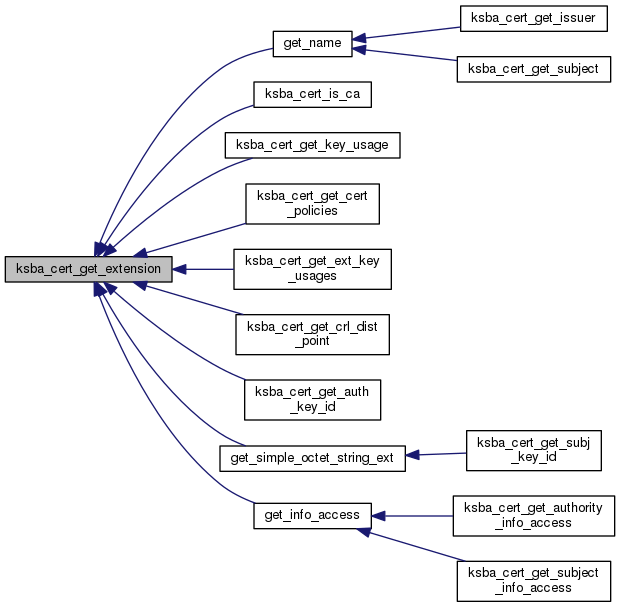 ksba_cert_get_issuer
get_name
ksba_cert_get_subject
ksba_cert_is_ca
ksba_cert_get_key_usage
ksba_cert_get_cert
_policies
ksba_cert_get_extension
ksba_cert_get_ext_key
_usages
ksba_cert_get_crl_dist
_point
ksba_cert_get_auth
_key_id
get_simple_octet_string_ext
ksba_cert_get_subj
_key_id
get_info_access
ksba_cert_get_authority
_info_access
ksba_cert_get_subject
_info_access